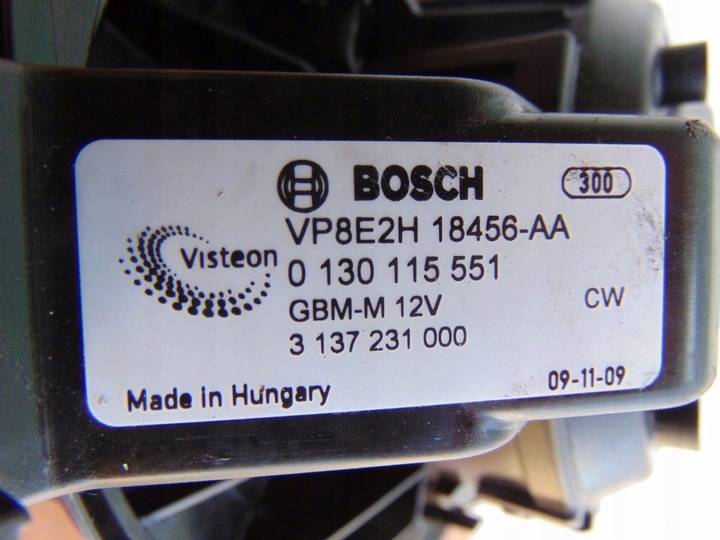 BOSCH 300
VP8E2H 18456-AA
Visteon
0 130 115 551
GBM-M 12V CW
3 137 231 000
Made in Hungary 09-11-09